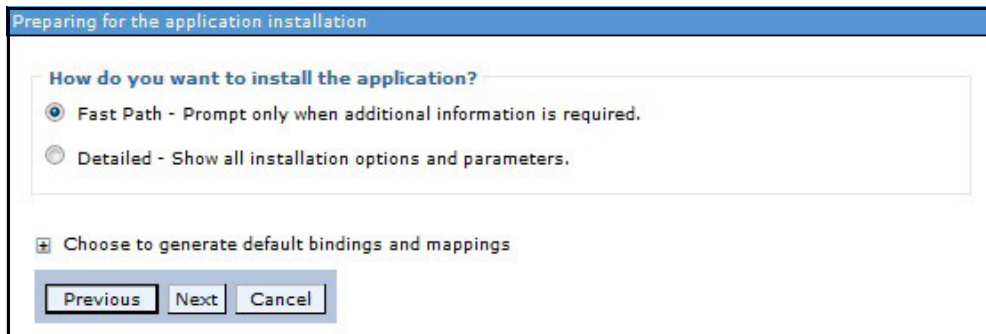 Preparing for the application installation
How do you want to install the application?
Fast Path - Prompt only when additional information is required.
Detailed - Show all installation options and parameters.
Choose to generate default bindings and mappings
Previous Next Cancel